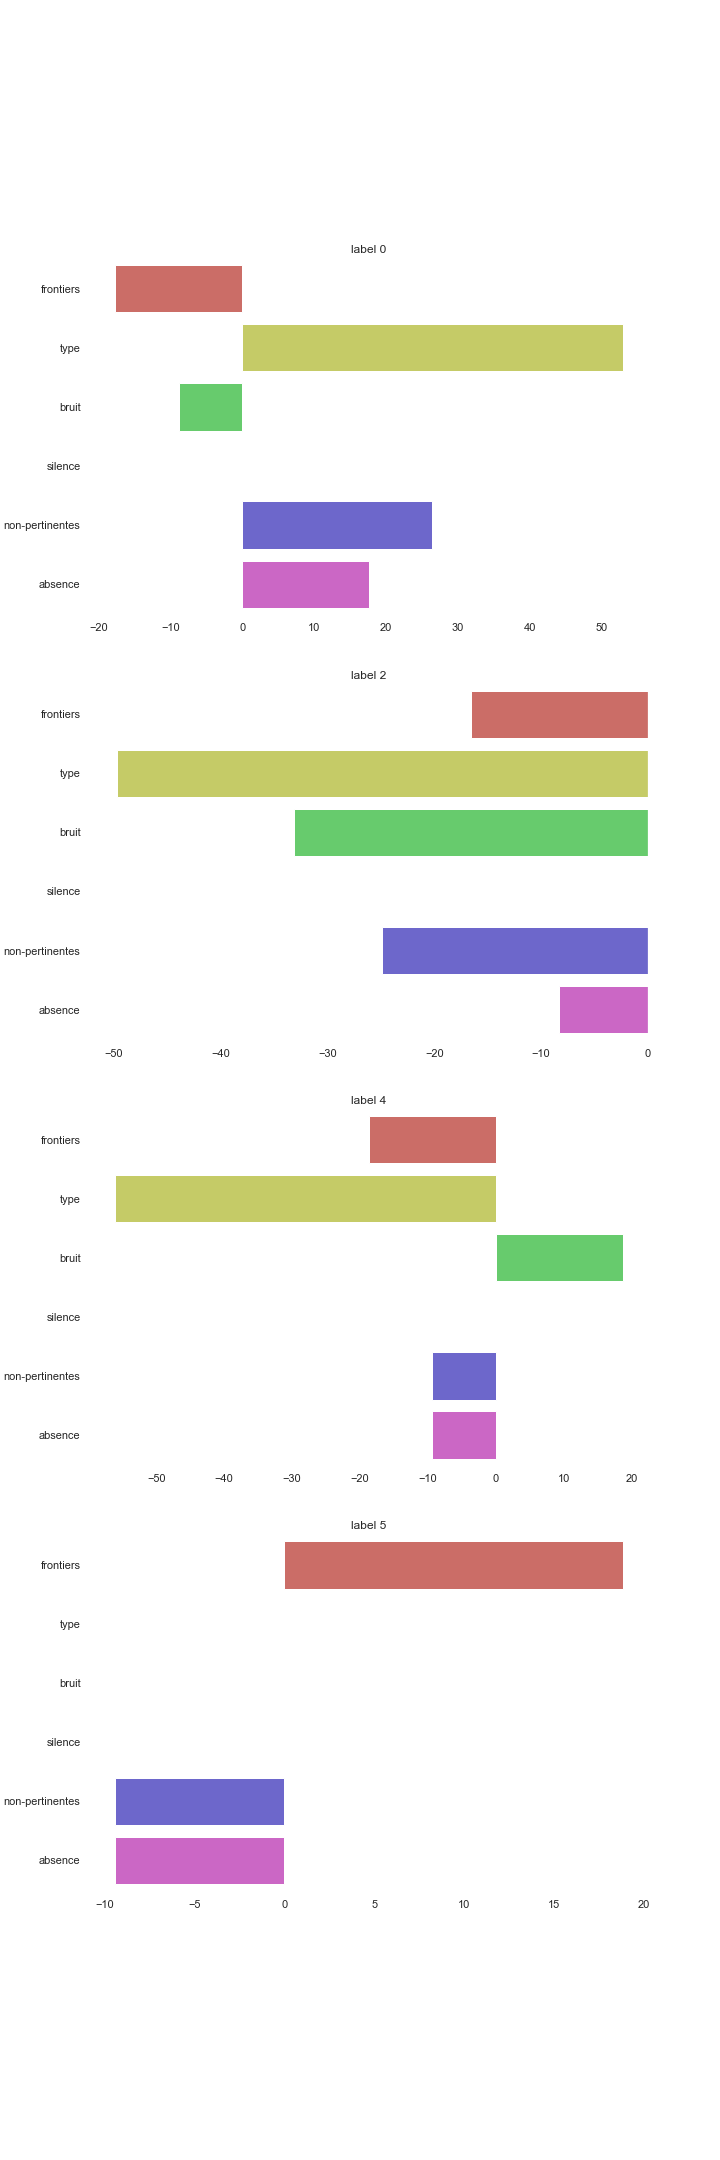 label 0
frontiers
type
bruit
silence
non-pertinentes
absence
−20 −10 0 10 20 30 40 50
label 2
frontiers
type
bruit
silence
non-pertinentes
absence
−50 −40 −30 −20 −10 0
label 4
frontiers
type
bruit
silence
non-pertinentes
absence
−50 −40 −30 −20 −10 0 10 20
label 5
frontiers
type
bruit
silence
non-pertinentes
absence
−10 −5 0 5 10 15 20